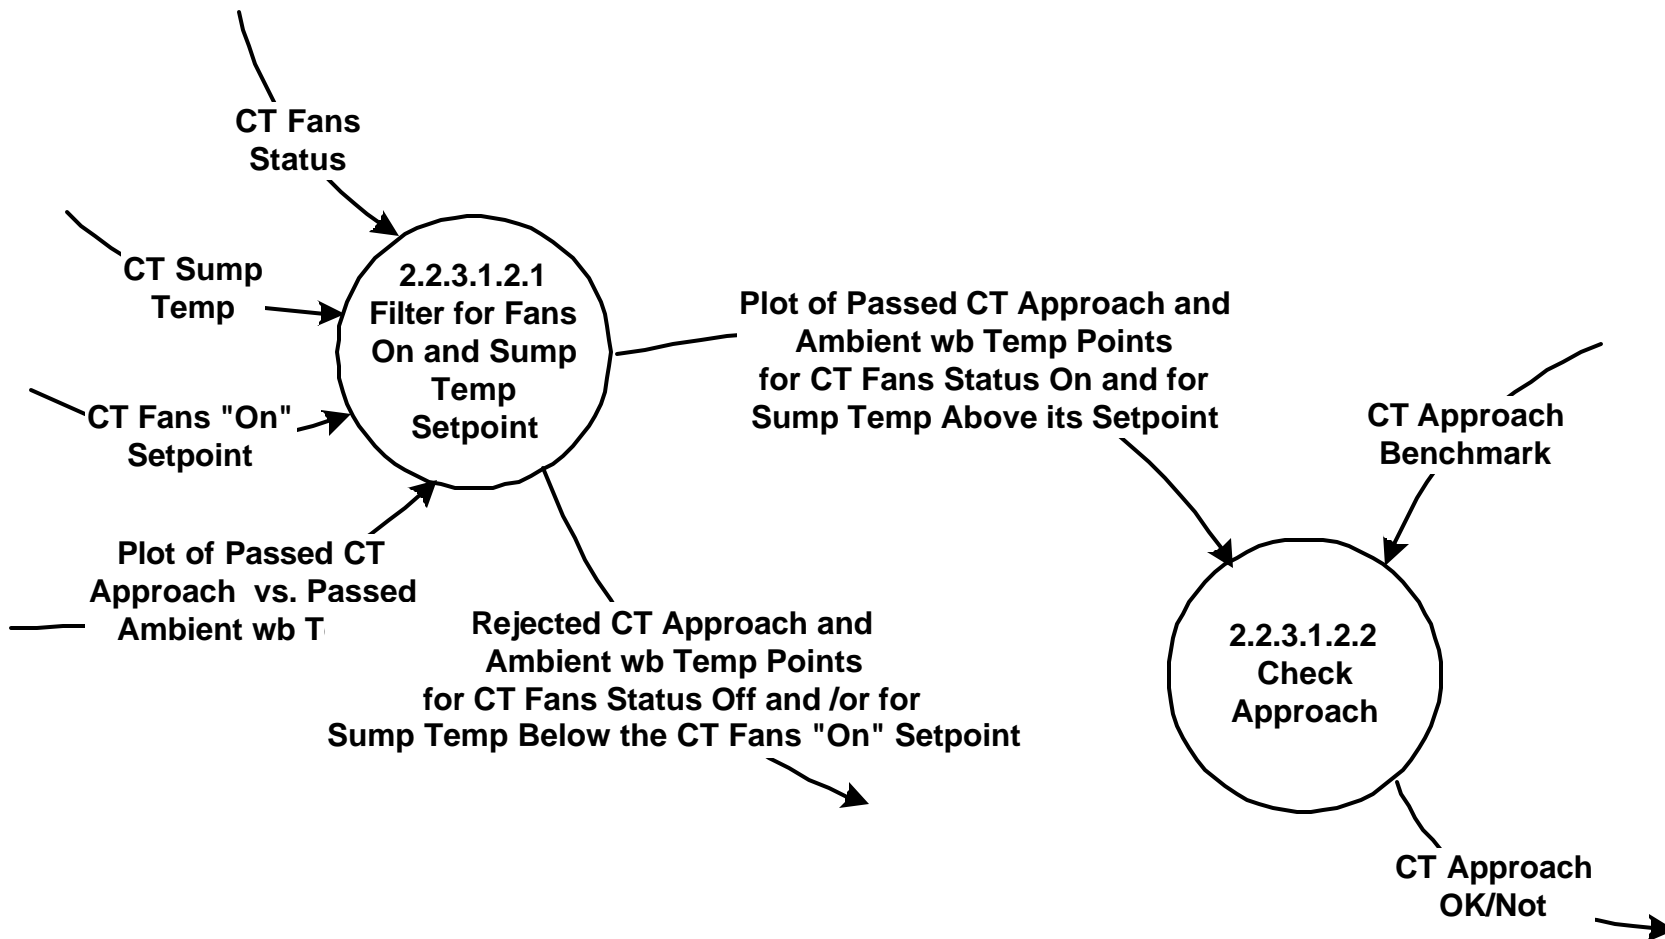 CT Fans
Status
CT Sump
Temp
CT Fans "On"
Setpoint
Plot of Passed CT
Approach vs. Passed
Ambient wb
2.2.3.1.2.1
Filter for Fans
On and Sump
Temp
Setpoint
Plot of Passed CT Approach and
Ambient wb Temp Points
for CT Fans Status On and for
Sump Temp Above its Setpoint
Rejected CT Approach and
Ambient wb Temp Points
for CT Fans Status Off and /or for
Sump Temp Below the CT Fans "On" Setpoint
CT Approach
Benchmark
2.2.3.1.2.2
Check
Approach
CT Approach
OK/Not